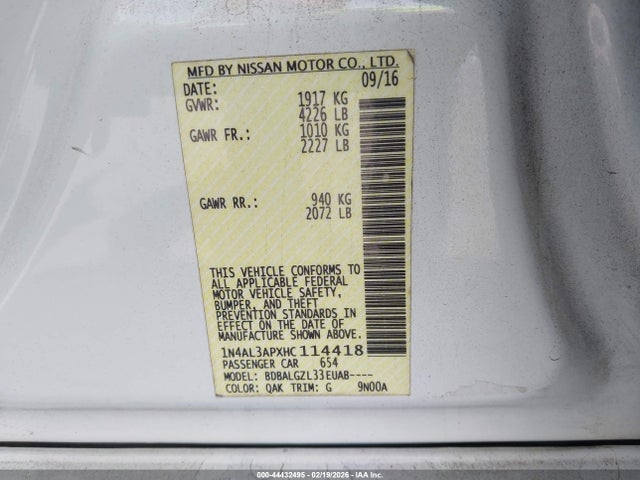 MFD BY NISSAN MOTOR CO., LTD.
DATE: 09/16
GVWR: 1917 KG
4226 LB
GAWR FR.: 1010 KG
2227 LB
GAWR RR.: 940 KG
2072 LB
THIS VEHICLE CONFORMS TO
ALL APPLICABLE FEDERAL
MOTOR VEHICLE SAFETY,
BUMPER, AND THEFT
PREVENTION STANDARDS IN
EFFECT ON THE DATE OF
MANUFACTURE SHOWN ABOVE.
1N4AL3APXHC114418
PASSENGER CAR 654
MODEL: BDBALGZL33EUAB----
COLOR: QAK TRIM: G 9N00A
000-44432495 - 02/19/2026 - IAA Inc.